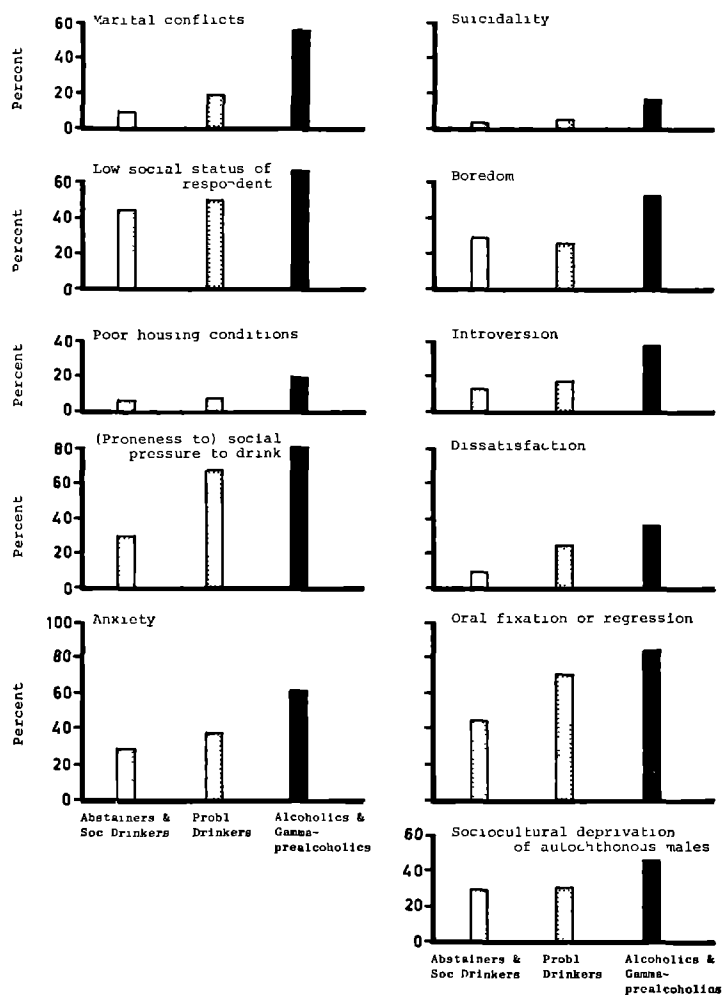 Marital conflicts
Percent
60
40
20
0
Low social status of
respondent
Percent
60
40
20
0
Poor housing conditions
Percent
40
20
0
(Proneness to) social
pressure to drink
Percent
80
60
40
20
0
Anxiety
Percent
100
80
60
40
20
0
Abstainers &
Soc Drinkers
Probl
Drinkers
Alcoholics &
Gamma-
prealcoholics
Suicidality
Boredom
Introversion
Dissatisfaction
Oral fixation or regression
Sociocultural deprivation
of autochthonous males
60
40
20
0
Abstainers &
Soc Drinkers
Probl
Drinkers
Alcoholics &
Gamma-
prealcoholics